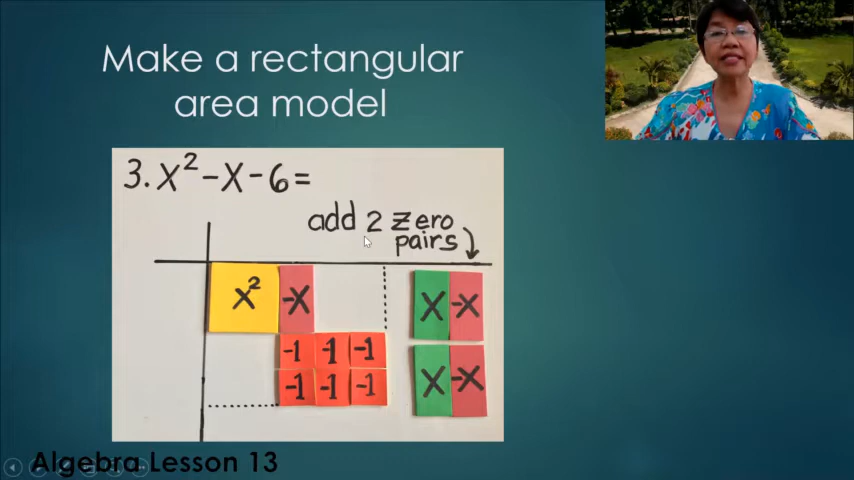 Make a rectangular
area model
3. X² - X - 6 =
add 2 zero
pairs
X² -X X -X
-1 -1 -1
-1 -1 -1 X -X
Algebra Lesson 13